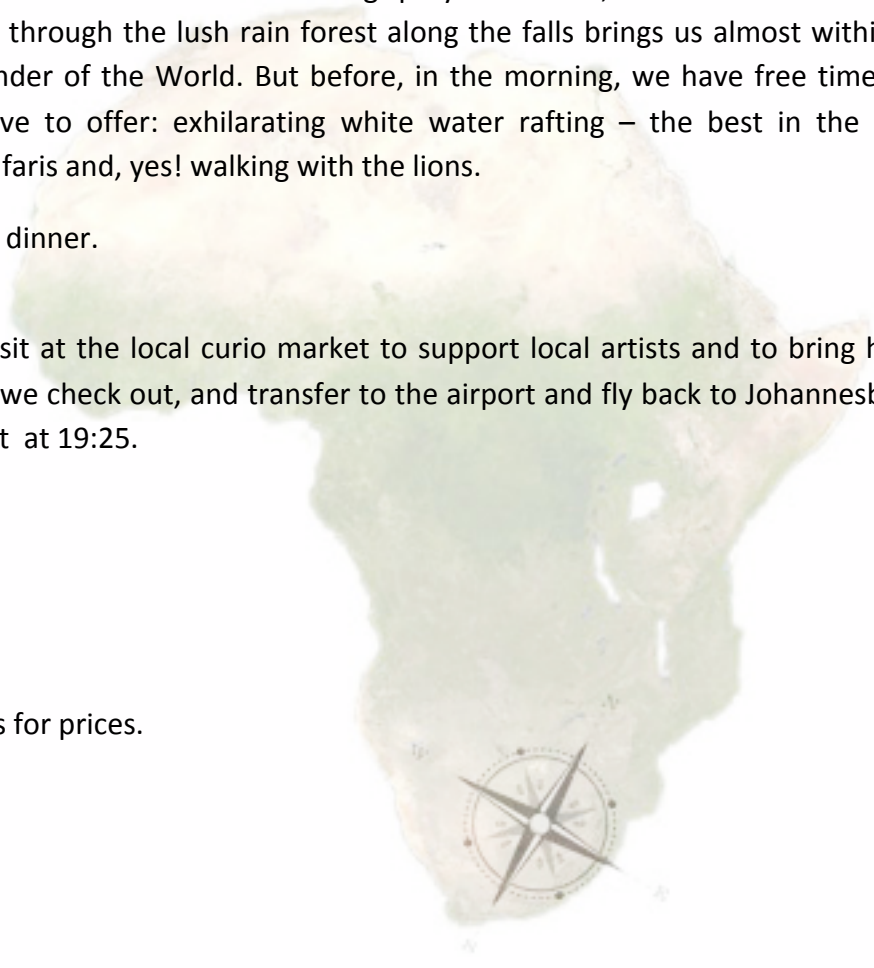 through the lush rain forest along the falls brings us almost withi
nder of the World. But before, in the morning, we have free time
ve to offer: exhilarating white water rafting – the best in the
faris and, yes! walking with the lions.
dinner.
sit at the local curio market to support local artists and to bring h
we check out, and transfer to the airport and fly back to Johannesb
t at 19:25.
s for prices.